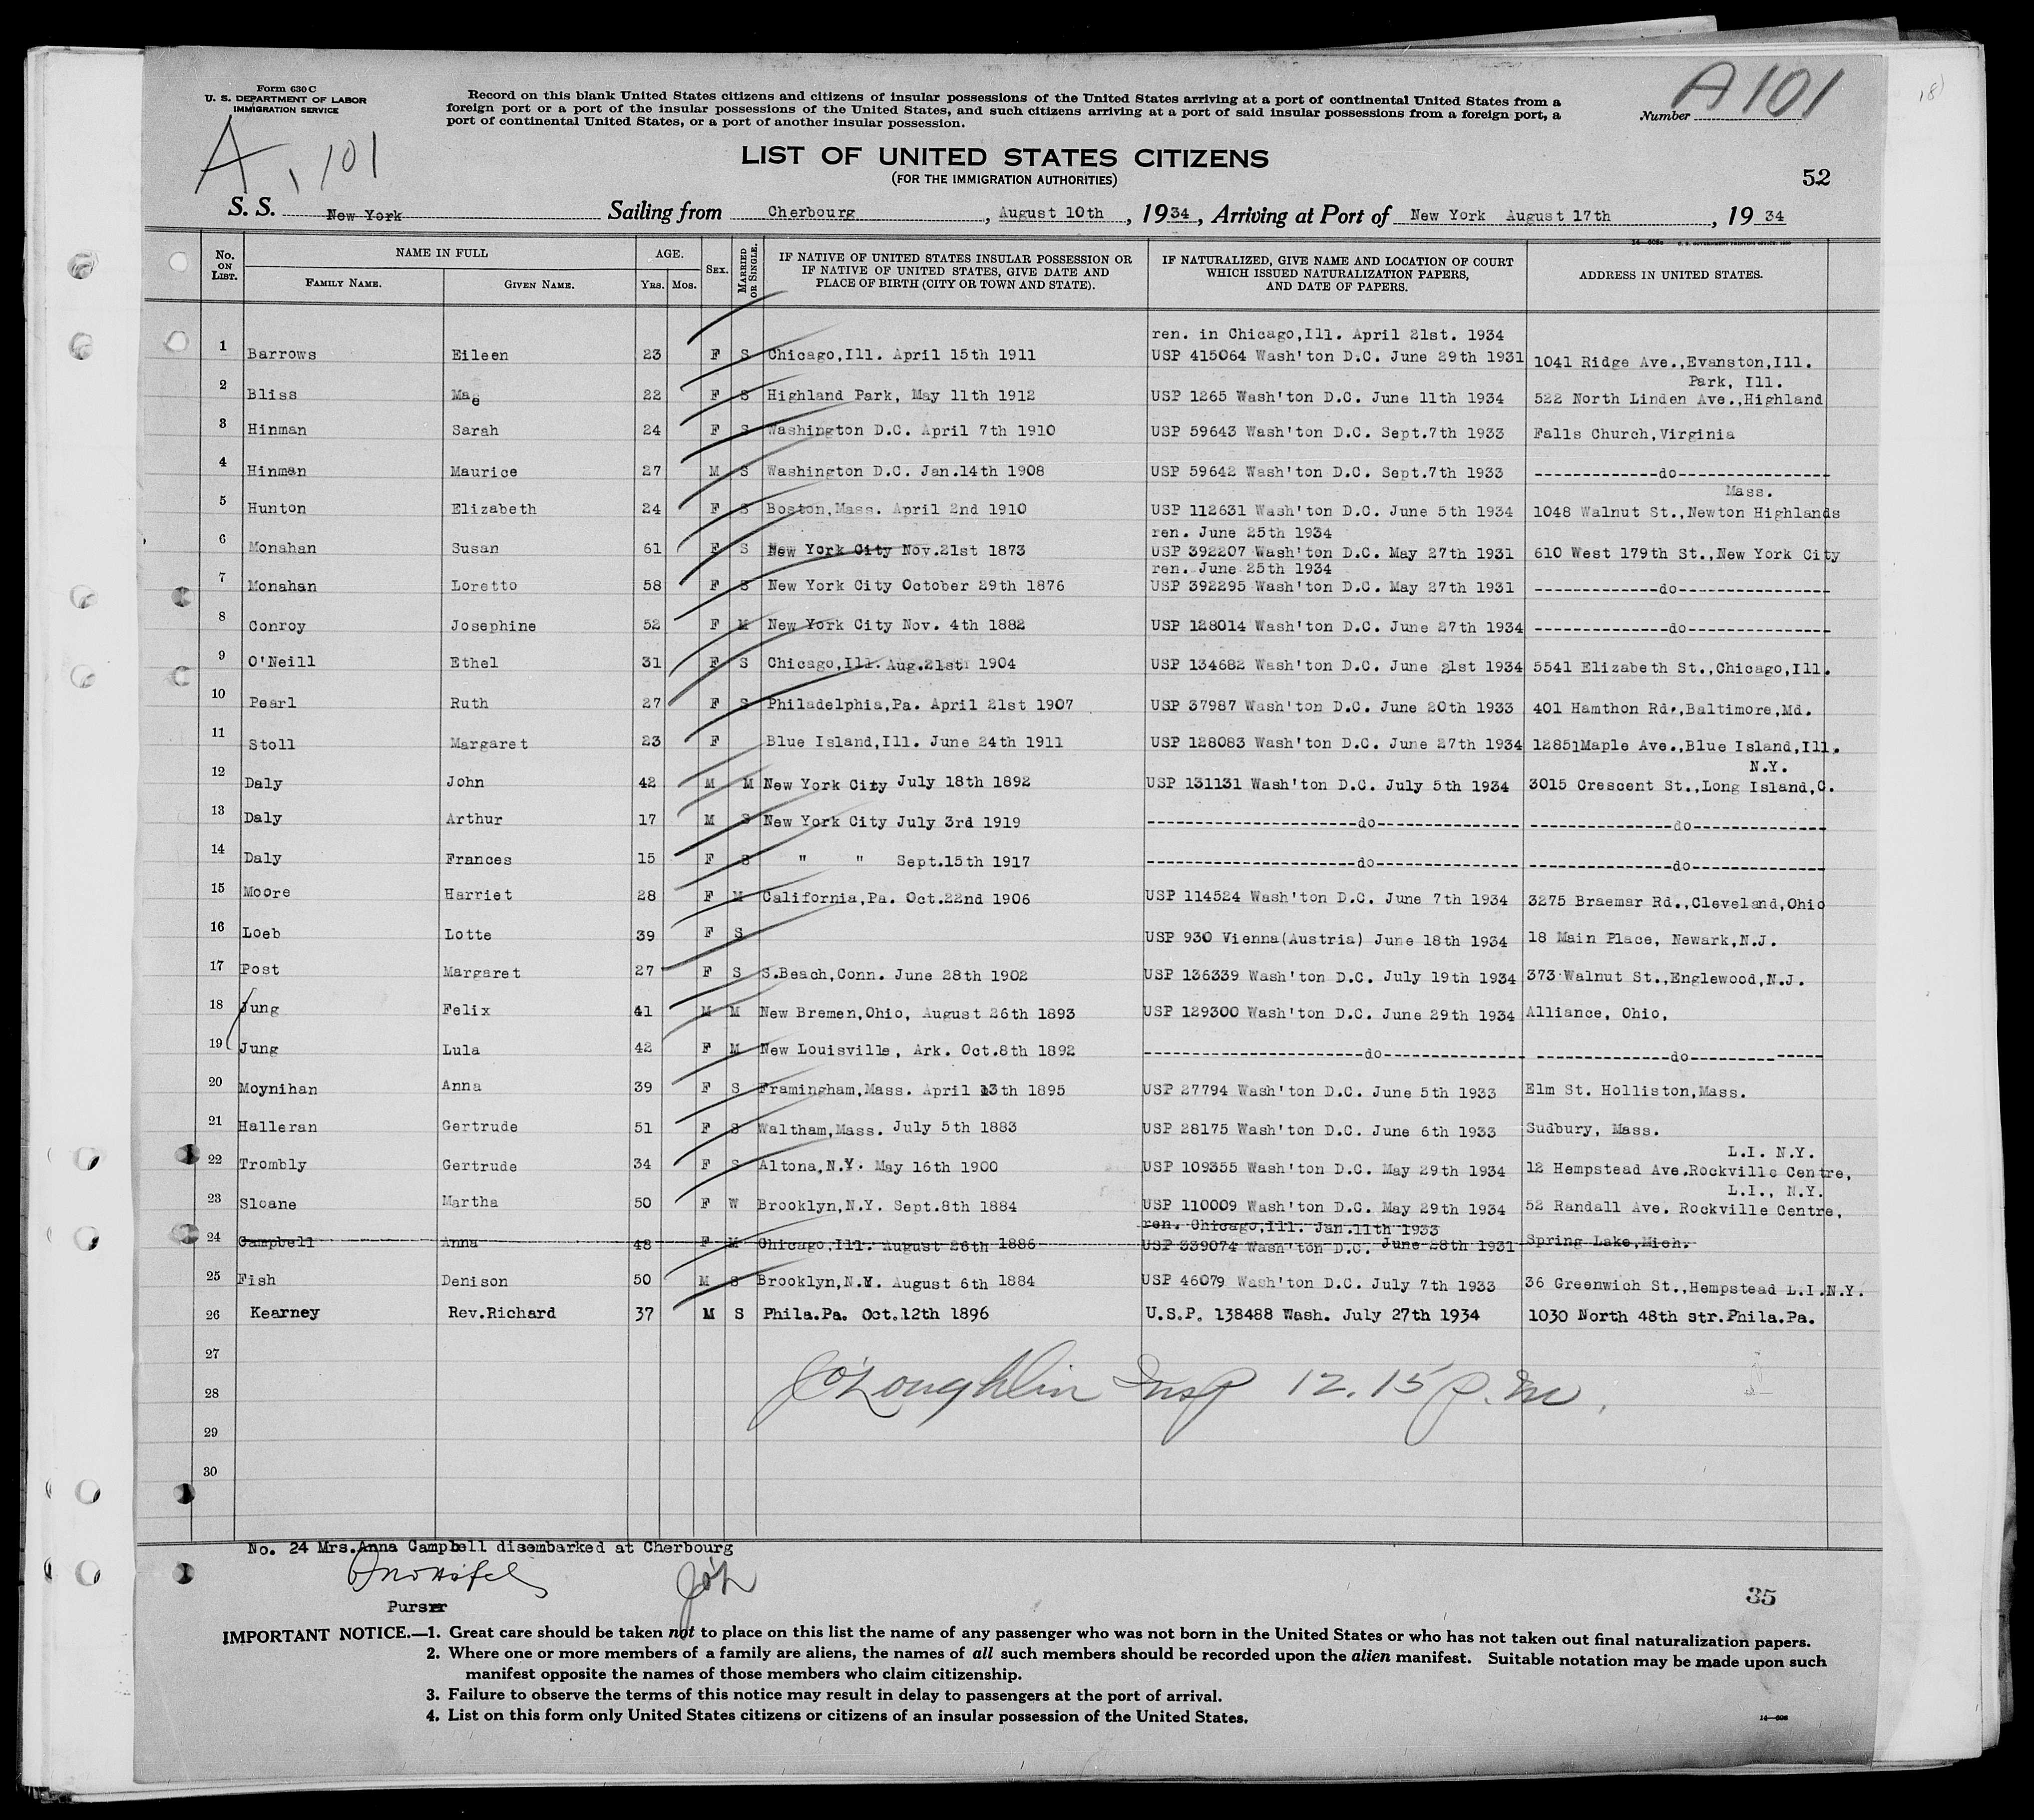 Form 630 C
U. S. DEPARTMENT OF LABOR
IMMIGRATION SERVICE
Record on this blank United States citizens and citizens of insular possessions of the United States arriving at a port of continental United States from a
foreign port or a port of the insular possessions of the United States, and such citizens arriving at a port of said insular possessions from a foreign port, a
port of continental United States, or a port of another insular possession.
Number A101
A, 101
LIST OF UNITED STATES CITIZENS
(FOR THE IMMIGRATION AUTHORITIES)
52
S. S. New York Sailing from Cherbourg, August 10th, 1934, Arriving at Port of New York August 17th, 19 34
No. ON LIST. NAME IN FULL FAMILY NAME. GIVEN NAME. AGE. YRS. MOS. SEX. MARRIED OR SINGLE. IF NATIVE OF UNITED STATES INSULAR POSSESSION OR IF NATIVE OF UNITED STATES, GIVE DATE AND PLACE OF BIRTH (CITY OR TOWN AND STATE). IF NATURALIZED, GIVE NAME AND LOCATION OF COURT WHICH ISSUED NATURALIZATION PAPERS, AND DATE OF PAPERS. ADDRESS IN UNITED STATES.
ren. in Chicago,Ill. April 21st. 1934
1 Barrows Eileen 23 F S Chicago,Ill. April 15th 1911 USP 415064 Wash'ton D.C. June 29th 1931 1041 Ridge Ave.,Evanston,Ill.
Park, Ill.
2 Bliss Mae 22 F S Highland Park, May 11th 1912 USP 1265 Wash'ton D.C. June 11th 1934 522 North Linden Ave.,Highland
3 Hinman Sarah 24 F S Washington D.C. April 7th 1910 USP 59643 Wash'ton D.C. Sept.7th 1933 Falls Church,Virginia
4 Hinman Maurice 27 M S Washington D.C. Jan.14th 1908 USP 59642 Wash'ton D.C. Sept.7th 1933 -------------do----------------
Mass.
5 Hunton Elizabeth 24 F S Boston,Mass. April 2nd 1910 USP 112631 Wash'ton D.C. June 5th 1934 1048 Walnut St.,Newton Highlands
ren. June 25th 1934
6 Monahan Susan 61 F S New York City Nov.21st 1873 USP 392207 Wash'ton D.C. May 27th 1931 610 West 179th St.,New York City
ren. June 25th 1934
7 Monahan Loretto 58 F S New York City October 29th 1876 USP 392295 Wash'ton D.C. May 27th 1931 -------------do----------------
8 Conroy Josephine 52 F M New York City Nov. 4th 1882 USP 128014 Wash'ton D.C. June 27th 1934 --------------do---------------
9 O'Neill Ethel 31 F S Chicago,Ill. Aug.21st 1904 USP 134682 Wash'ton D.C. June 21st 1934 5541 Elizabeth St.,Chicago,Ill.
10 Pearl Ruth 27 F S Philadelphia,Pa. April 21st 1907 USP 37987 Wash'ton D.C. June 20th 1933 401 Hamthon Rd.,Baltimore,Md.
11 Stoll Margaret 23 F Blue Island,Ill. June 24th 1911 USP 128083 Wash'ton D.C. June 27th 1934 12851Maple Ave.,Blue Island,Ill.
N.Y.
12 Daly John 42 M M New York City July 18th 1892 USP 131131 Wash'ton D.C. July 5th 1934 3015 Crescent St.,Long Island,C.
13 Daly Arthur 17 M S New York City July 3rd 1919 ----------------------do--------------- ---------------do--------------
14 Daly Frances 15 F S " " Sept.15th 1917 ----------------------do--------------- ---------------do--------------
15 Moore Harriet 28 F M California,Pa. Oct.22nd 1906 USP 114524 Wash'ton D.C. June 7th 1934 3275 Braemar Rd.,Cleveland,Ohio
16 Loeb Lotte 39 F S USP 930 Vienna(Austria) June 18th 1934 18 Main Place, Newark,N.J.
17 Post Margaret 27 F S S.Beach,Conn. June 28th 1902 USP 136339 Wash'ton D.C. July 19th 1934 373 Walnut St.,Englewood,N.J.
18 Jung Felix 41 M M New Bremen,Ohio, August 26th 1893 USP 129300 Wash'ton D.C. June 29th 1934 Alliance, Ohio,
19 Jung Lula 42 F M New Louisville, Ark. Oct.8th 1892 -----------------------do--------------- --------------do--------------
20 Moynihan Anna 39 F S Framingham,Mass. April 13th 1895 USP 27794 Wash'ton D.C. June 5th 1933 Elm St. Holliston,Mass.
21 Halleran Gertrude 51 F S Waltham,Mass. July 5th 1883 USP 28175 Wash'ton D.C. June 6th 1933 Sudbury, Mass.
L.I. N.Y.
22 Trombly Gertrude 34 F S Altona,N.Y. May 16th 1900 USP 109355 Wash'ton D.C. May 29th 1934 12 Hempstead Ave.Rockville Centre,
L.I., N.Y.
23 Sloane Martha 50 F W Brooklyn,N.Y. Sept.8th 1884 USP 110009 Wash'ton D.C. May 29th 1934 52 Randall Ave. Rockville Centre,
ren. Chicago,Ill. Jan.11th 1933
24 Campbell Anna 48 F M Chicago,Ill. August 26th 1886 USP 339074 Wash'ton D.C. June 28th 1931 Spring Lake,Mich.
25 Fish Denison 50 M S Brooklyn,N.Y. August 6th 1884 USP 46079 Wash'ton D.C. July 7th 1933 36 Greenwich St.,Hempstead L.I.N.Y.
26 Kearney Rev.Richard 37 M S Phila.Pa. Oct.12th 1896 U.S.P. 138488 Wash. July 27th 1934 1030 North 48th str.Phila.Pa.
27
28 JO'Loughlin Insp 12.15 p.m.
29
30
No. 24 Mrs.Anna Campbell disembarked at Cherbourg
JO'L
Purser
35
IMPORTANT NOTICE.—1. Great care should be taken not to place on this list the name of any passenger who was not born in the United States or who has not taken out final naturalization papers.
2. Where one or more members of a family are aliens, the names of all such members should be recorded upon the alien manifest. Suitable notation may be made upon such
manifest opposite the names of those members who claim citizenship.
3. Failure to observe the terms of this notice may result in delay to passengers at the port of arrival.
4. List on this form only United States citizens or citizens of an insular possession of the United States.